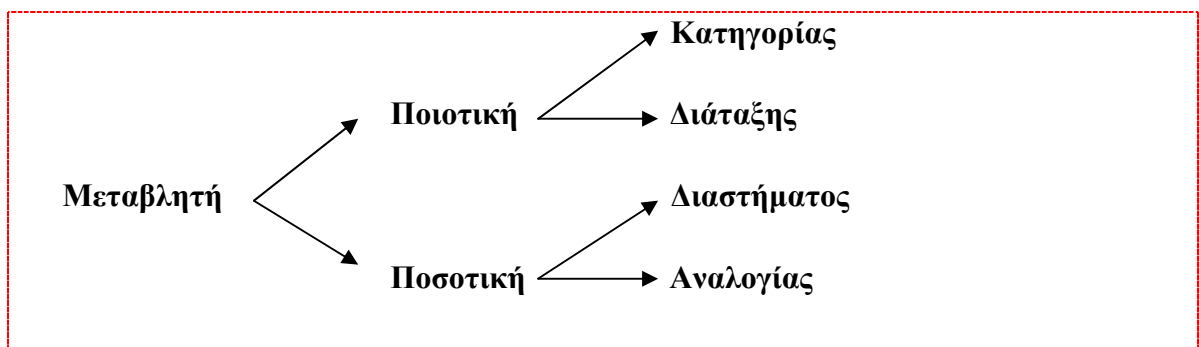 Κατηγορίας
Ποιοτική
Διάταξης
Μεταβλητή
Διαστήματος
Ποσοτική
Αναλογίας